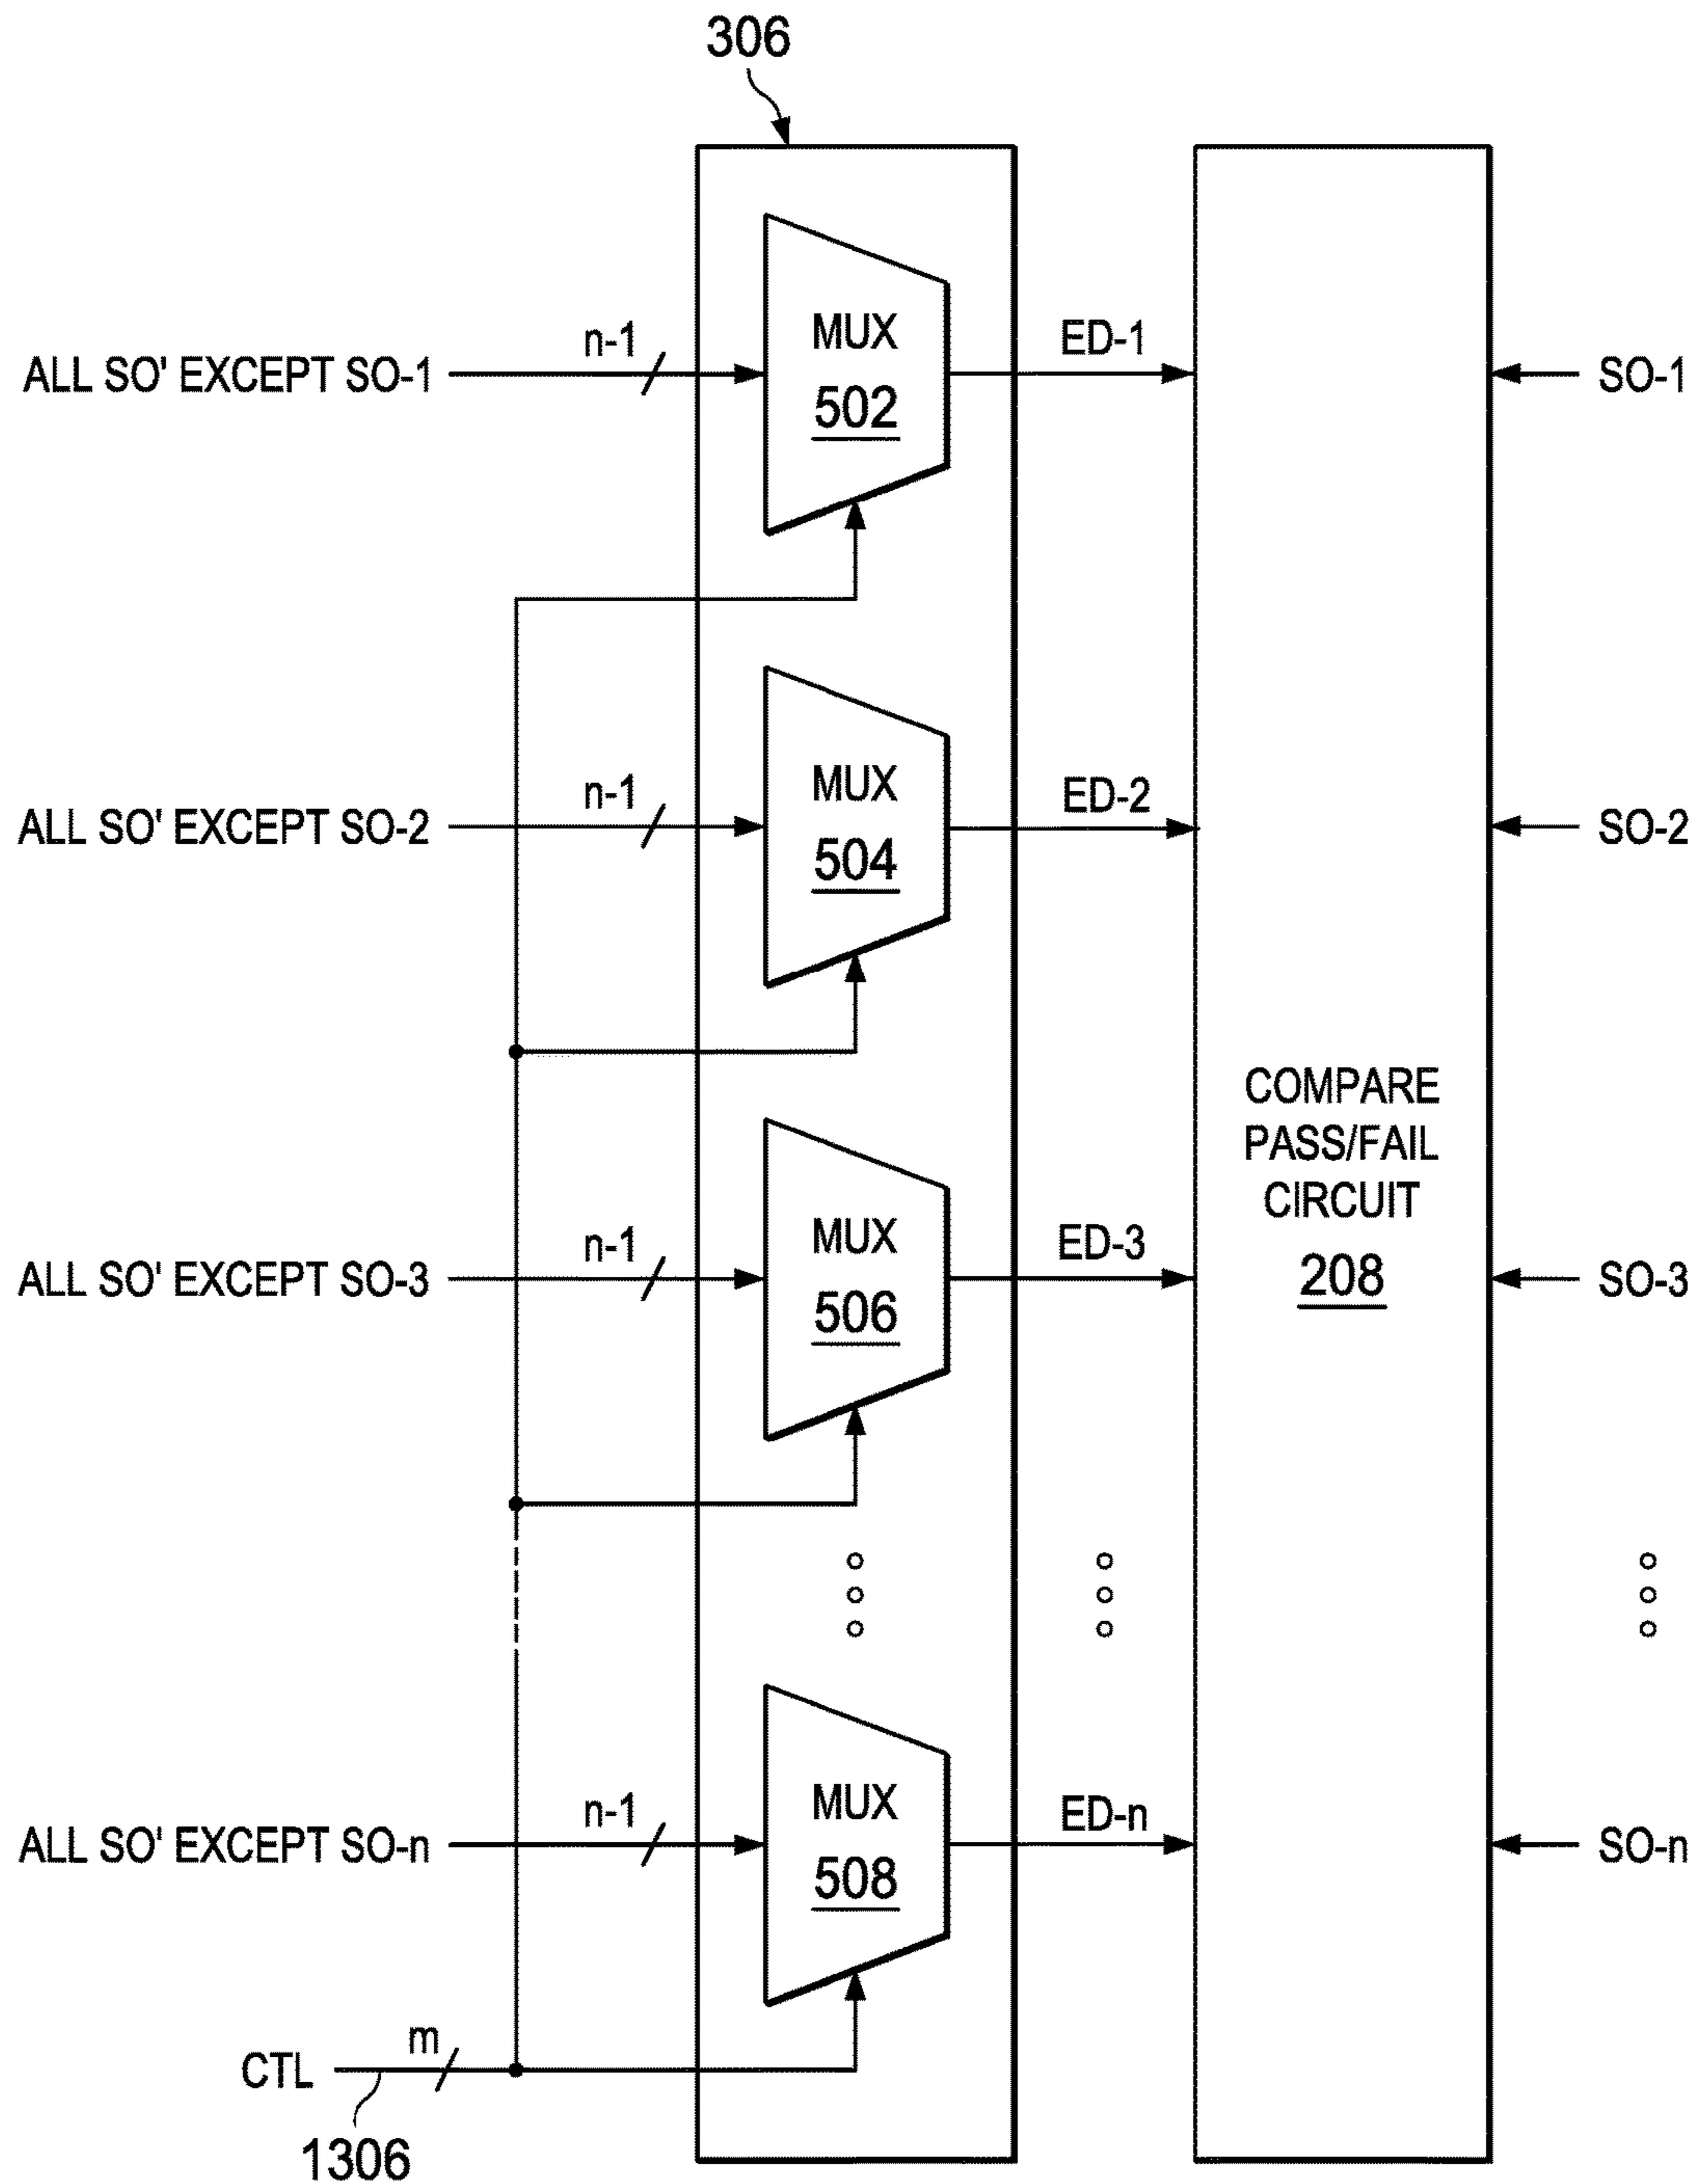 306
MUX
502
n-1
ED-1
ALL SO' EXCEPT SO-1
SO-1
MUX
504
n-1
ED-2
ALL SO' EXCEPT SO-2
SO-2
COMPARE
PASS/FAIL
CIRCUIT
208
MUX
506
n-1
ED-3
ALL SO' EXCEPT SO-3
SO-3
MUX
508
n-1
ED-n
ALL SO' EXCEPT SO-n
SO-n
m
CTL
1306